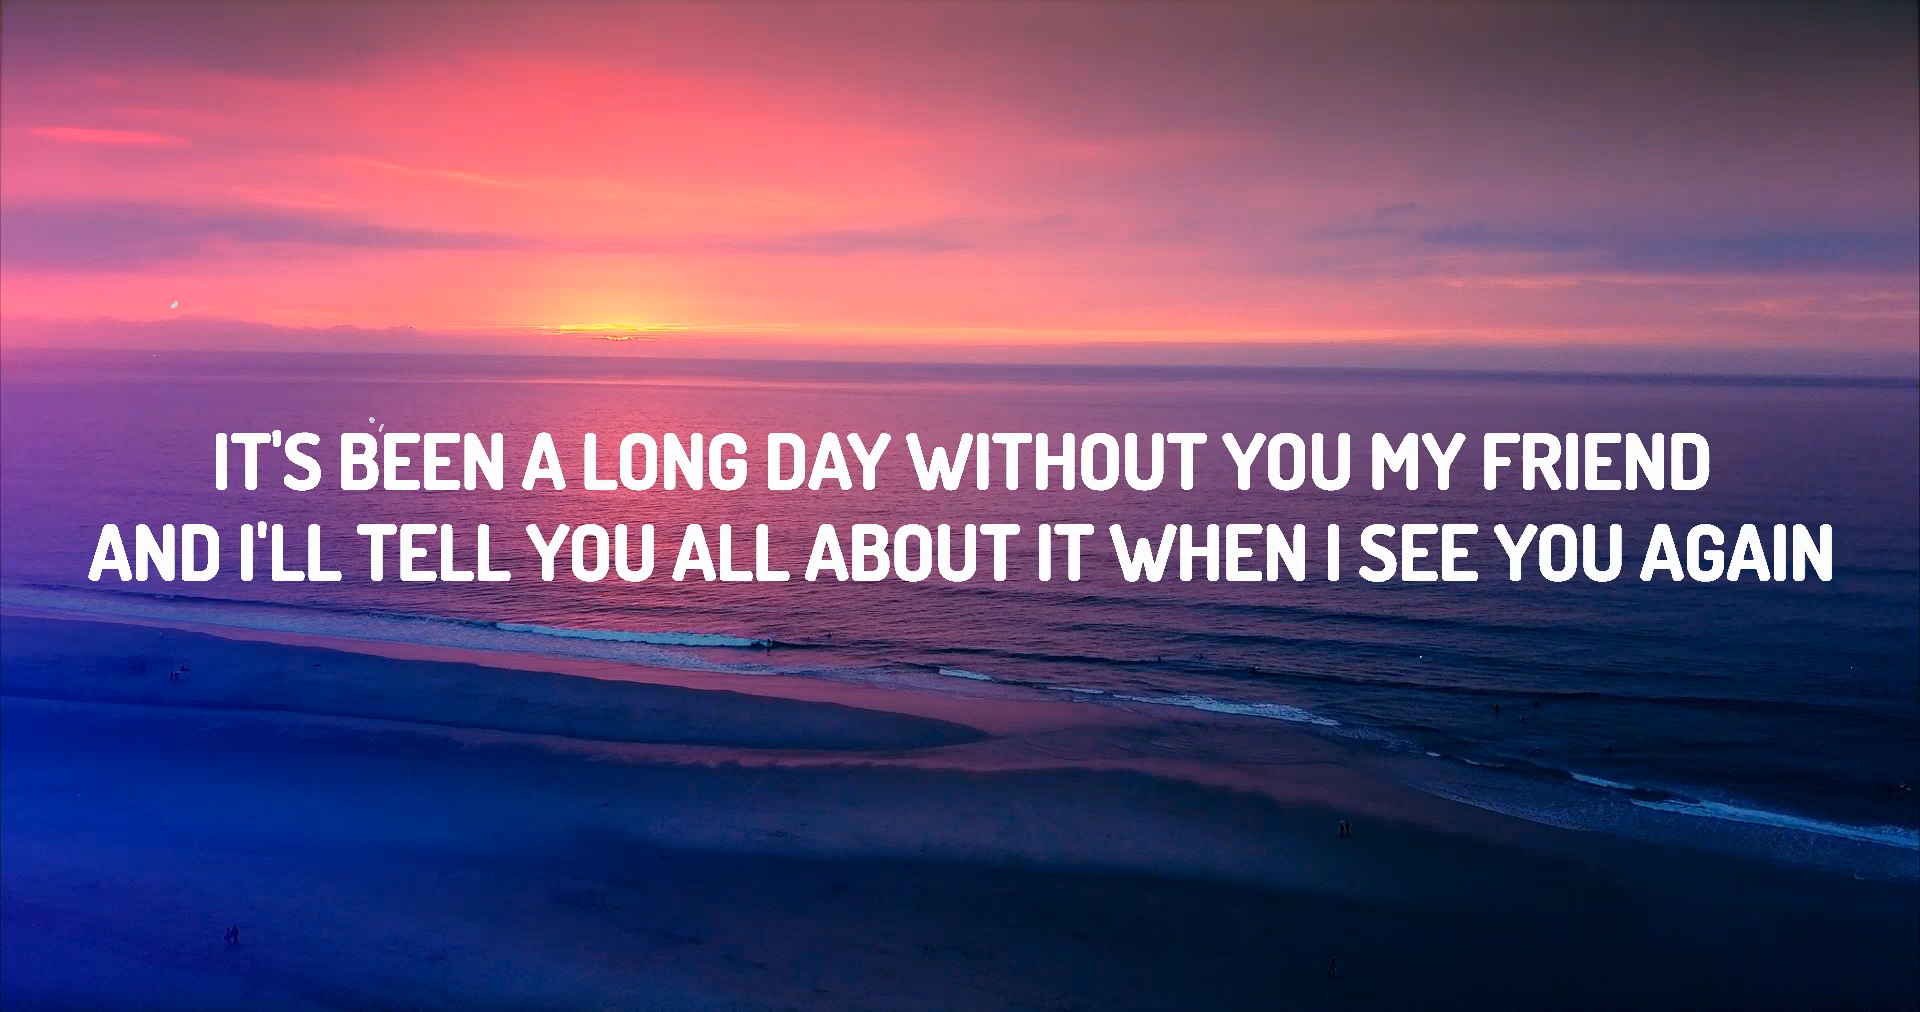 IT'S BEEN A LONG DAY WITHOUT YOU MY FRIEND
AND I'LL TELL YOU ALL ABOUT IT WHEN I SEE YOU AGAIN